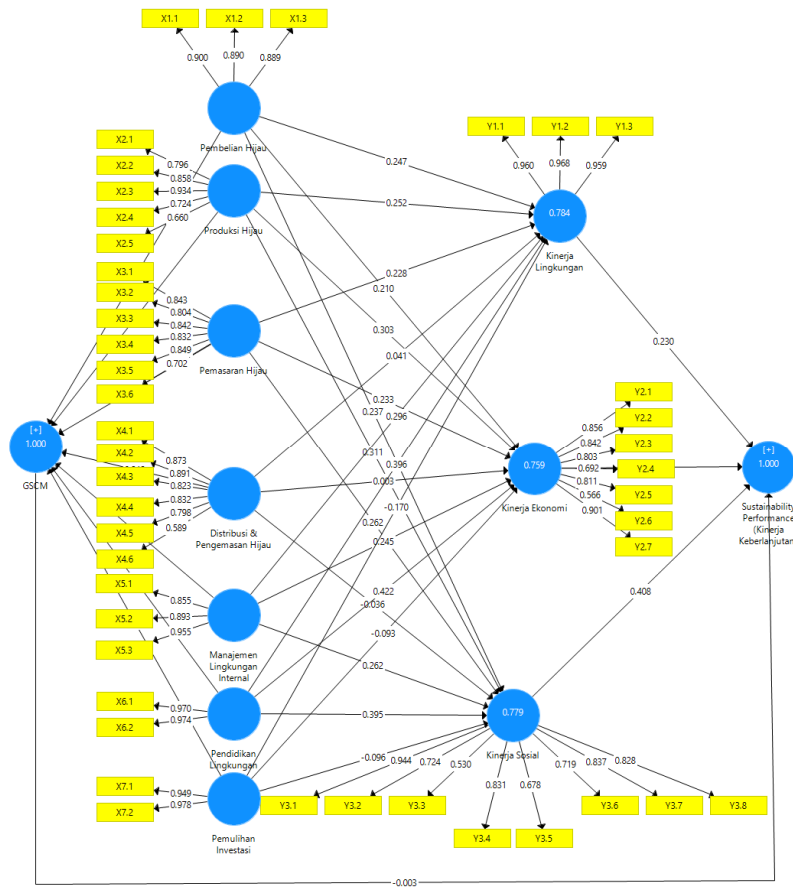 X1.1
X1.2
X1.3
0.900
0.890
0.889
Pembelian Hijau
X2.1
X2.2
X2.3
X2.4
X2.5
0.796
0.858
0.934
0.724
0.660
Produksi Hijau
X3.1
X3.2
X3.3
X3.4
X3.5
X3.6
0.843
0.804
0.842
0.832
0.849
0.702
Pemasaran Hijau
[+]
1.000
GSCM
X4.1
X4.2
X4.3
X4.4
X4.5
X4.6
0.873
0.891
0.823
0.832
0.798
0.589
Distribusi &
Pengemasan Hijau
X5.1
X5.2
X5.3
0.855
0.893
0.955
Manajemen
Lingkungan
Internal
X6.1
X6.2
0.970
0.974
Pendidikan
Lingkungan
X7.1
X7.2
0.949
0.978
Pemulihan
Investasi
0.247
0.252
0.228
0.210
0.303
0.041
0.233
0.237
0.296
0.311
0.396
0.003
-0.170
0.262
0.245
0.422
-0.036
-0.093
0.262
0.395
-0.096
Y1.1
Y1.2
Y1.3
0.960
0.968
0.959
0.784
Kinerja
Lingkungan
0.230
Y2.1
Y2.2
Y2.3
Y2.4
Y2.5
Y2.6
Y2.7
0.856
0.842
0.803
0.692
0.811
0.566
0.901
0.759
Kinerja Ekonomi
[+]
1.000
Sustainability
Performance
(Kinerja
Keberlanjutan)
0.408
0.779
Kinerja Sosial
0.944
0.724
0.530
0.831
0.678
0.719
0.837
0.828
Y3.1
Y3.2
Y3.3
Y3.4
Y3.5
Y3.6
Y3.7
Y3.8
-0.003